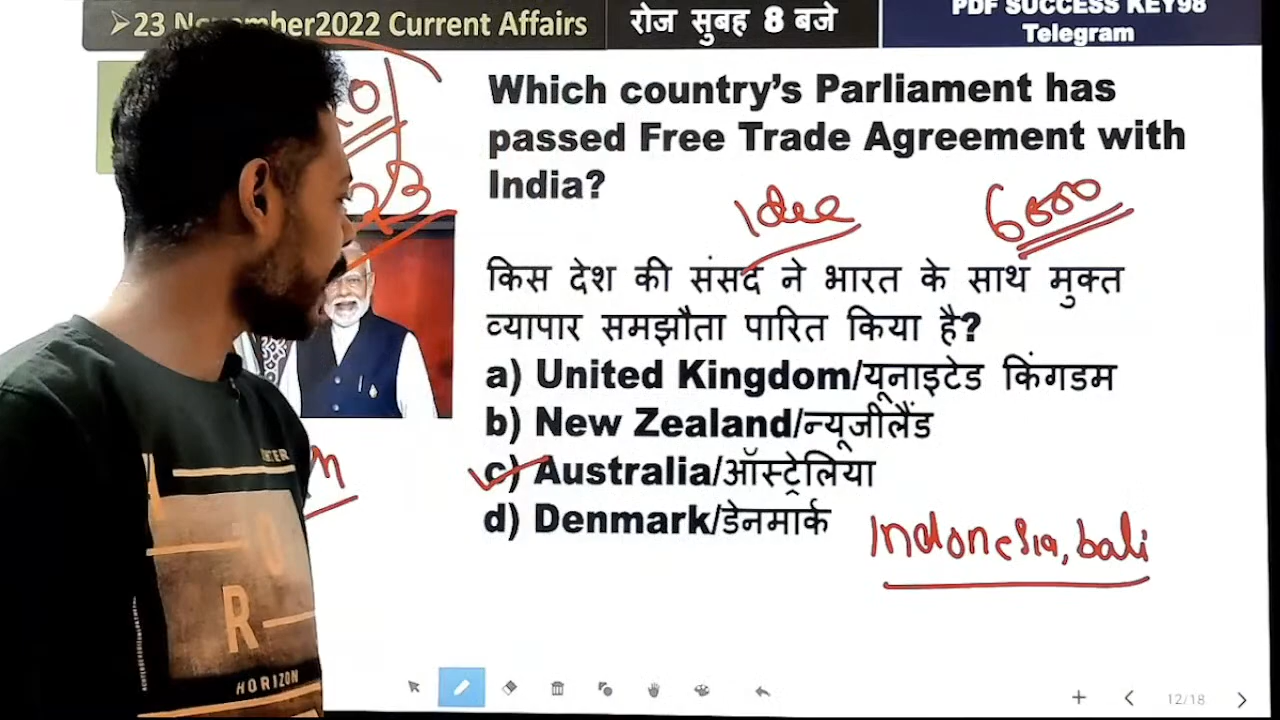 ➢23 November2022 Current Affairs
रोज सुबह 8 बजे
PDF SUCCESS KEY98
Telegram
Which country's Parliament has
passed Free Trade Agreement with
India?
Idea
6000
किस देश की संसद ने भारत के साथ मुक्त
व्यापार समझौता पारित किया है?
a) United Kingdom/यूनाइटेड किंगडम
b) New Zealand/न्यूजीलैंड
c) Australia/ऑस्ट्रेलिया
d) Denmark/डेनमार्क
Indonesia, bali
R
HORIZON
12/18